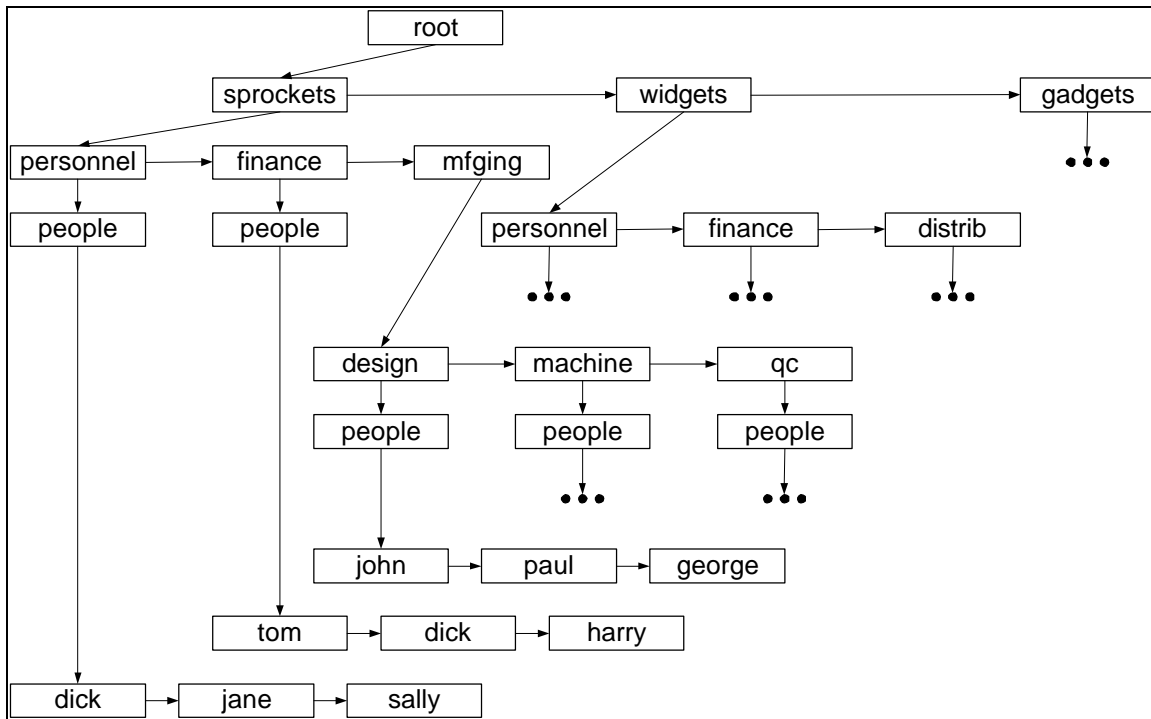 root
sprockets
widgets
gadgets
personnel
finance
mfging
people
people
personnel
finance
distrib
design
machine
qc
people
people
people
john
paul
george
tom
dick
harry
dick
jane
sally